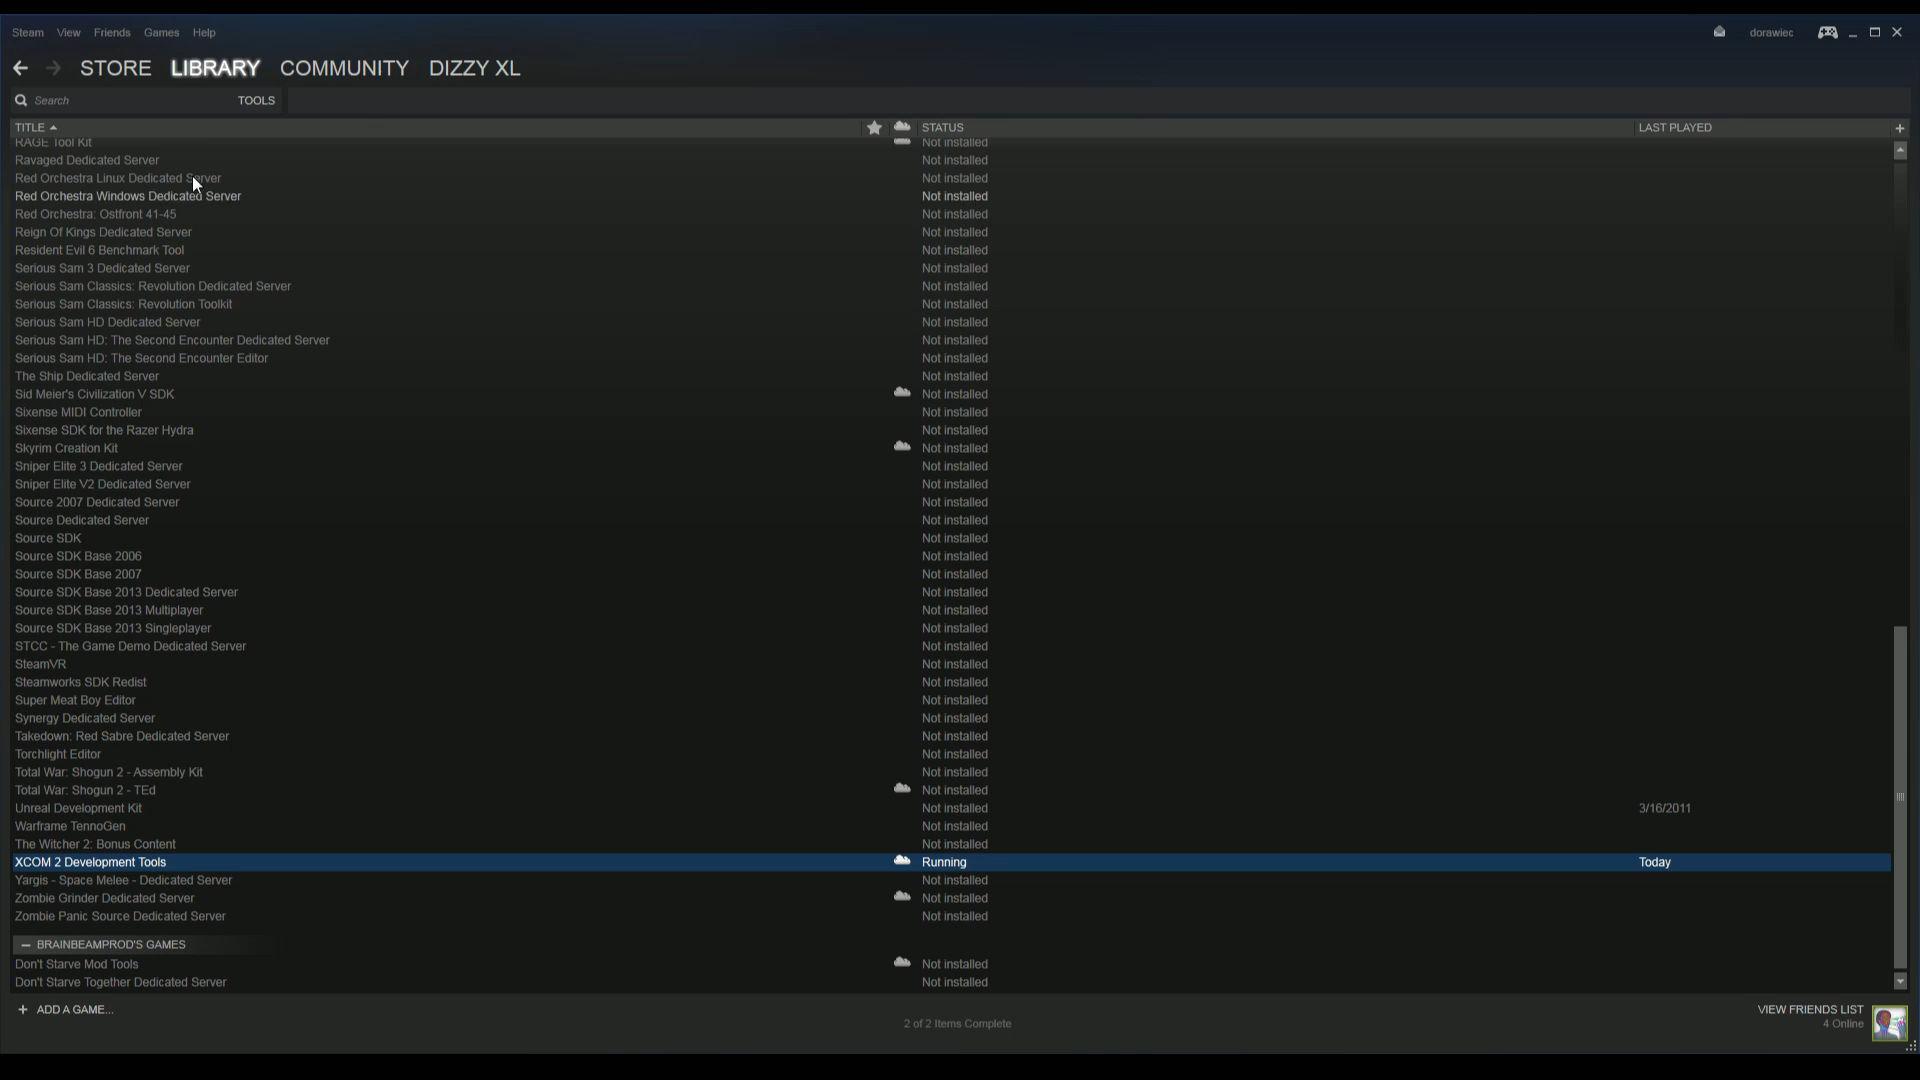 Steam View Friends Games Help dorawiec
STORE LIBRARY COMMUNITY DIZZY XL
Search TOOLS
TITLE STATUS LAST PLAYED
RAGE Tool Kit Not installed
Ravaged Dedicated Server Not installed
Red Orchestra Linux Dedicated Server Not installed
Red Orchestra Windows Dedicated Server Not installed
Red Orchestra: Ostfront 41-45 Not installed
Reign Of Kings Dedicated Server Not installed
Resident Evil 6 Benchmark Tool Not installed
Serious Sam 3 Dedicated Server Not installed
Serious Sam Classics: Revolution Dedicated Server Not installed
Serious Sam Classics: Revolution Toolkit Not installed
Serious Sam HD Dedicated Server Not installed
Serious Sam HD: The Second Encounter Dedicated Server Not installed
Serious Sam HD: The Second Encounter Editor Not installed
The Ship Dedicated Server Not installed
Sid Meier's Civilization V SDK Not installed
Sixense MIDI Controller Not installed
Sixense SDK for the Razer Hydra Not installed
Skyrim Creation Kit Not installed
Sniper Elite 3 Dedicated Server Not installed
Sniper Elite V2 Dedicated Server Not installed
Source 2007 Dedicated Server Not installed
Source Dedicated Server Not installed
Source SDK Not installed
Source SDK Base 2006 Not installed
Source SDK Base 2007 Not installed
Source SDK Base 2013 Dedicated Server Not installed
Source SDK Base 2013 Multiplayer Not installed
Source SDK Base 2013 Singleplayer Not installed
STCC - The Game Demo Dedicated Server Not installed
SteamVR Not installed
Steamworks SDK Redist Not installed
Super Meat Boy Editor Not installed
Synergy Dedicated Server Not installed
Takedown: Red Sabre Dedicated Server Not installed
Torchlight Editor Not installed
Total War: Shogun 2 - Assembly Kit Not installed
Total War: Shogun 2 - TEd Not installed
Unreal Development Kit Not installed 3/16/2011
Warframe TennoGen Not installed
The Witcher 2: Bonus Content Not installed
XCOM 2 Development Tools Running Today
Yargis - Space Melee - Dedicated Server Not installed
Zombie Grinder Dedicated Server Not installed
Zombie Panic Source Dedicated Server Not installed
— BRAINBEAMPROD'S GAMES
Don't Starve Mod Tools Not installed
Don't Starve Together Dedicated Server Not installed
+ ADD A GAME... VIEW FRIENDS LIST
2 of 2 Items Complete 4 Online